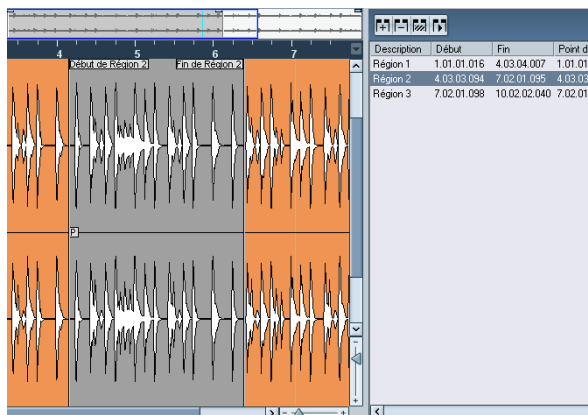 4 5 6 7
Début de Région 2 Fin de Région 2
P
Description Début Fin Point d
Région 1 1.01.01.016 4.03.04.007 1.01.01
Région 2 4.03.03.094 7.02.01.095 4.03.03
Région 3 7.02.01.098 10.02.02.040 7.02.01